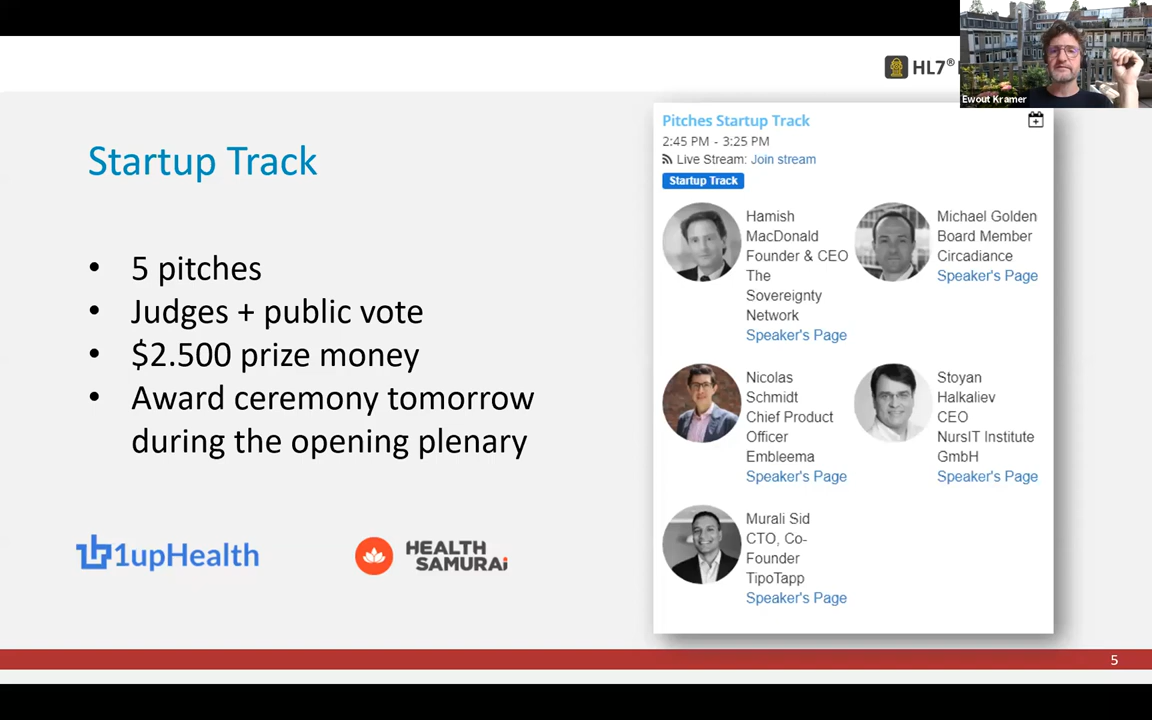 HL7®
Ewout Kramer
Startup Track
• 5 pitches
• Judges + public vote
• $2.500 prize money
• Award ceremony tomorrow
during the opening plenary
1upHealth
HEALTH
SAMURAI
Pitches Startup Track
2:45 PM - 3:25 PM
Live Stream: Join stream
Startup Track
Hamish
MacDonald
Founder & CEO
The
Sovereignty
Network
Speaker's Page
Michael Golden
Board Member
Circadiance
Speaker's Page
Nicolas
Schmidt
Chief Product
Officer
Embleema
Speaker's Page
Stoyan
Halkaliev
CEO
NursIT Institute
GmbH
Speaker's Page
Murali Sid
CTO, Co-
Founder
TipoTapp
Speaker's Page
5